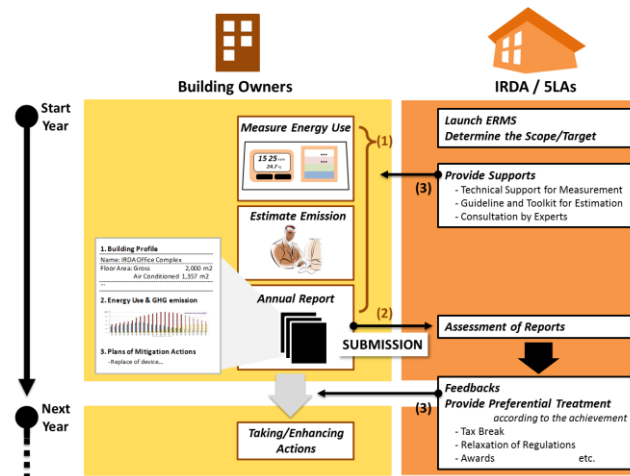 Building Owners
IRDA / 5LAs
Start
Year
Measure Energy Use
(1)
15 25
24.7
Launch ERMS
Determine the Scope/Target
Provide Supports
(3)
- Technical Support for Measurement
- Guideline and Toolkit for Estimation
- Consultation by Experts
Estimate Emission
1. Building Profile
Name: IRDA Office Complex
Floor Area: Gross 2,000 m2
Air Conditioned 1,357 m2
...
2. Energy Use & GHG emission
3. Plans of Mitigation Actions
- Replace of device...
Annual Report
(2)
SUBMISSION
Assessment of Reports
Feedbacks
(3)
Provide Preferential Treatment
according to the achievement
- Tax Break
- Relaxation of Regulations
- Awards etc.
Next
Year
Taking/Enhancing
Actions